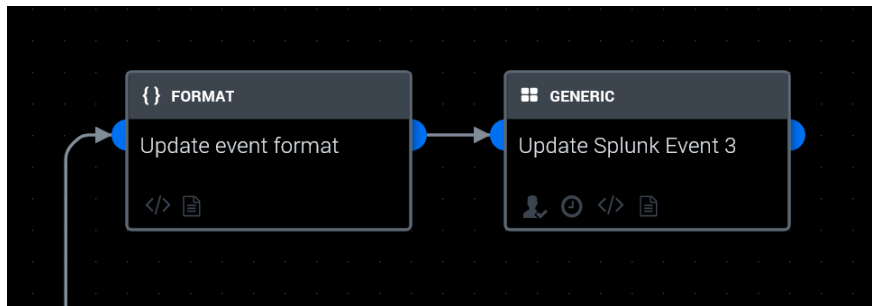 FORMAT
Update event format
GENERIC
Update Splunk Event 3